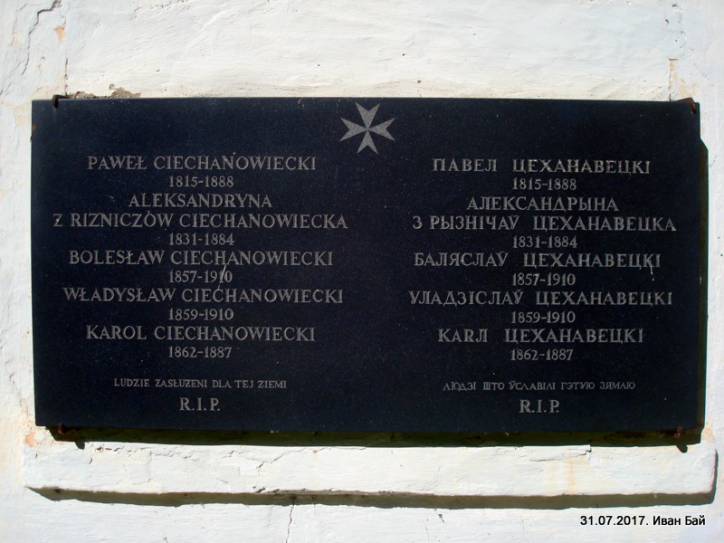 PAWEŁ CIECHANOWIECKI
1815-1888
ALEKSANDRYNA
Z RIZNICZÓW CIECHANOWIECKA
1831-1884
BOLESŁAW CIECHANOWIECKI
1857-1910
WŁADYSŁAW CIECHANOWIECKI
1859-1910
KAROL CIECHANOWIECKI
1862-1887
LUDZIE ZASŁUŻENI DLA TEJ ZIEMI
R.I.P.
ПАВЕЛ ЦЕХАНАВЕЦКІ
1815-1888
АЛЕКСАНДРЫНА
З РЫЗНІЧАЎ ЦЕХАНАВЕЦКА
1831-1884
БАЛЯСЛАЎ ЦЕХАНАВЕЦКІ
1857-1910
УЛАДЗІСЛАЎ ЦЕХАНАВЕЦКІ
1859-1910
КАRЛ ЦЕХАНАВЕЦКІ
1862-1887
ЛЮДЗІ ШТО ЎСЛАВІЛІ ГЭТУЮ ЗЯМЛЮ
R.I.P.
31.07.2017. Иван Бай